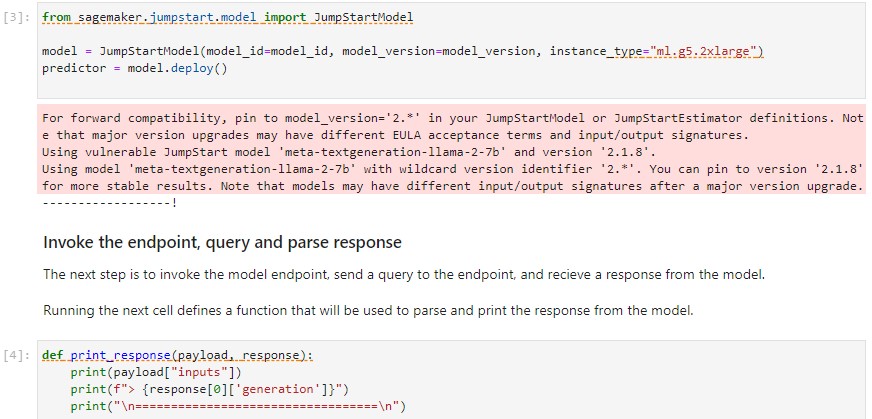 [3]: from sagemaker.jumpstart.model import JumpStartModel
model = JumpStartModel(model_id=model_id, model_version=model_version, instance_type="ml.g5.2xlarge")
predictor = model.deploy()
For forward compatibility, pin to model_version='2.*' in your JumpStartModel or JumpStartEstimator definitions. Not
e that major version upgrades may have different EULA acceptance terms and input/output signatures.
Using vulnerable JumpStart model 'meta-textgeneration-llama-2-7b' and version '2.1.8'.
Using model 'meta-textgeneration-llama-2-7b' with wildcard version identifier '2.*'. You can pin to version '2.1.8'
for more stable results. Note that models may have different input/output signatures after a major version upgrade.
------------------!
Invoke the endpoint, query and parse response
The next step is to invoke the model endpoint, send a query to the endpoint, and recieve a response from the model.
Running the next cell defines a function that will be used to parse and print the response from the model.
[4]: def print_response(payload, response):
print(payload["inputs"])
print(f"> {response[0]['generation']}")
print("\n==================================\n")